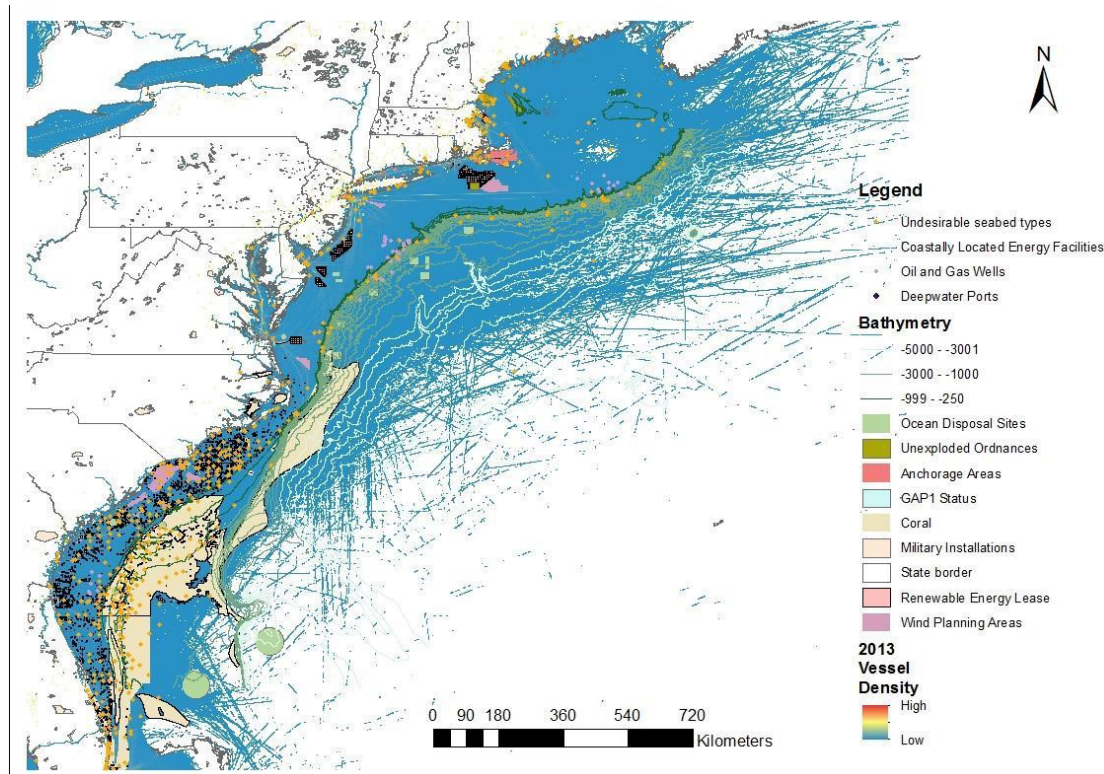 N
Legend
Undesirable seabed types
Coastally Located Energy Facilities
Oil and Gas Wells
Deepwater Ports
Bathymetry
-5000 - -3001
-3000 - -1000
-999 - -250
Ocean Disposal Sites
Unexploded Ordnances
Anchorage Areas
GAP1 Status
Coral
Military Installations
State border
Renewable Energy Lease
Wind Planning Areas
2013
Vessel
Density
High
Low
0 90 180 360 540 720
Kilometers